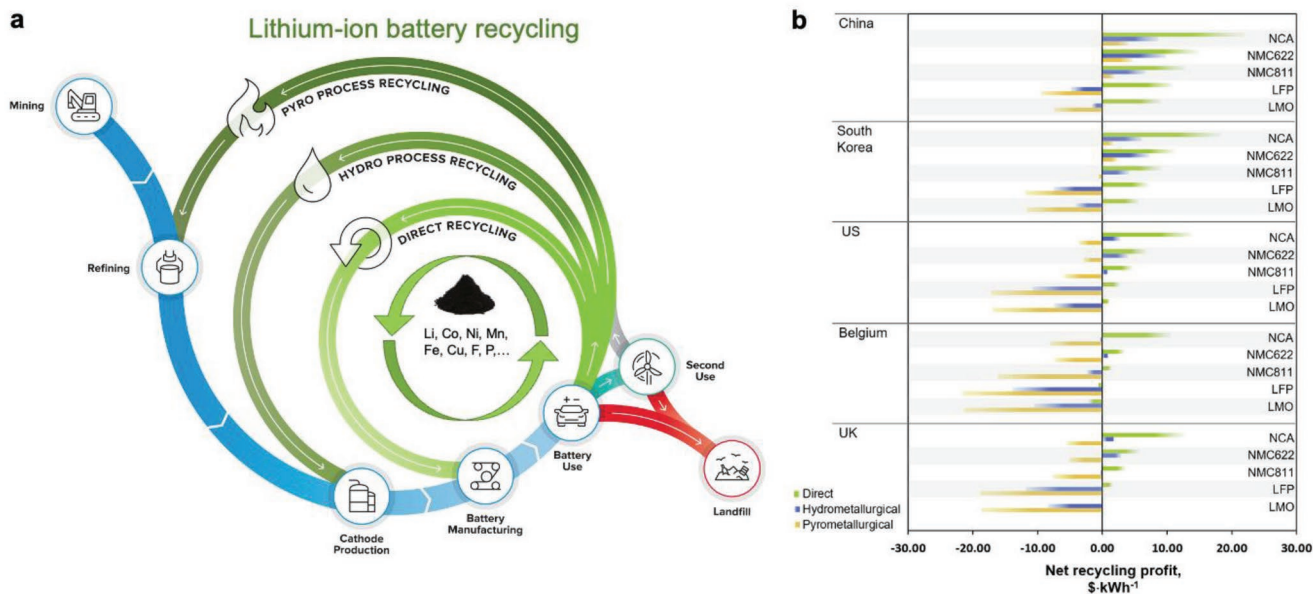 a
Lithium-ion battery recycling
Mining
PYRO PROCESS RECYCLING
HYDRO PROCESS RECYCLING
DIRECT RECYCLING
Refining
Li, Co, Ni, Mn,
Fe, Cu, F, P,...
Second
Use
Battery
Use
Landfill
Battery
Manufacturing
Cathode
Production
b
China
NCA
NMC622
NMC811
LFP
LMO
South
Korea
NCA
NMC622
NMC811
LFP
LMO
US
NCA
NMC622
NMC811
LFP
LMO
Belgium
NCA
NMC622
NMC811
LFP
LMO
UK
NCA
NMC622
NMC811
LFP
LMO
Direct
Hydrometallurgical
Pyrometallurgical
-30.00 -20.00 -10.00 0.00 10.00 20.00 30.00
Net recycling profit,
$·kWh⁻¹